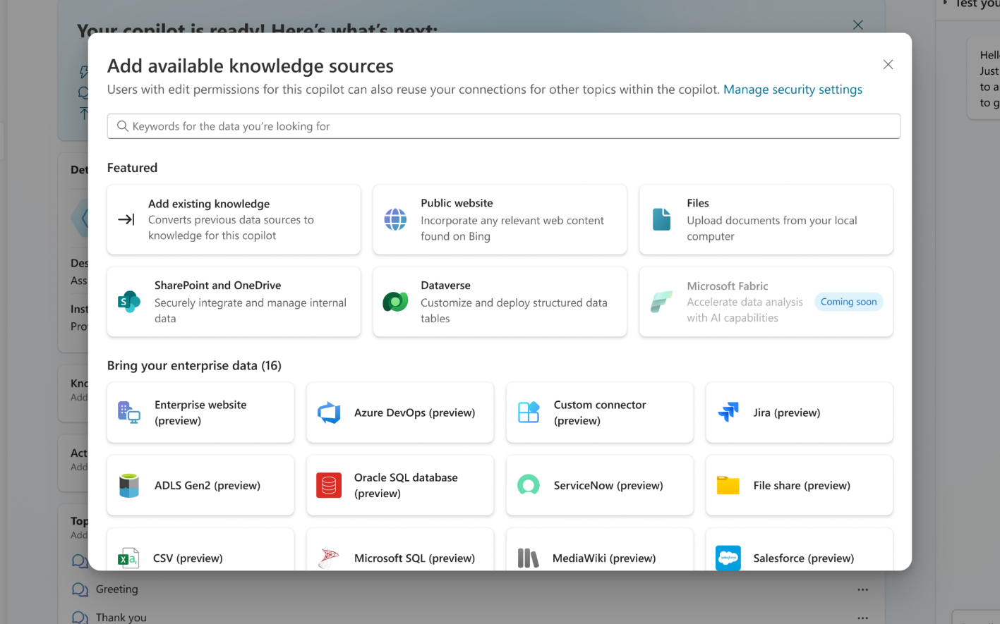 Test you
Your copilot is ready! Here's what's next:
Add available knowledge sources
Users with edit permissions for this copilot can also reuse your connections for other topics within the copilot. Manage security settings
Keywords for the data you're looking for
Featured
Add existing knowledge
Converts previous data sources to
knowledge for this copilot
Public website
Incorporate any relevant web content
found on Bing
Files
Upload documents from your local
computer
SharePoint and OneDrive
Securely integrate and manage internal
data
Dataverse
Customize and deploy structured data
tables
Microsoft Fabric
Accelerate data analysis
with AI capabilities
Coming soon
Bring your enterprise data (16)
Enterprise website
(preview)
Azure DevOps (preview)
Custom connector
(preview)
Jira (preview)
ADLS Gen2 (preview)
Oracle SQL database
(preview)
ServiceNow (preview)
File share (preview)
CSV (preview)
Microsoft SQL (preview)
MediaWiki (preview)
salesforce
Salesforce (preview)
Hell
Just
to a
to g
Det
Des
Ass
Inst
Pro
Kno
Add
Act
Add
Top
Add
Greeting
Thank you